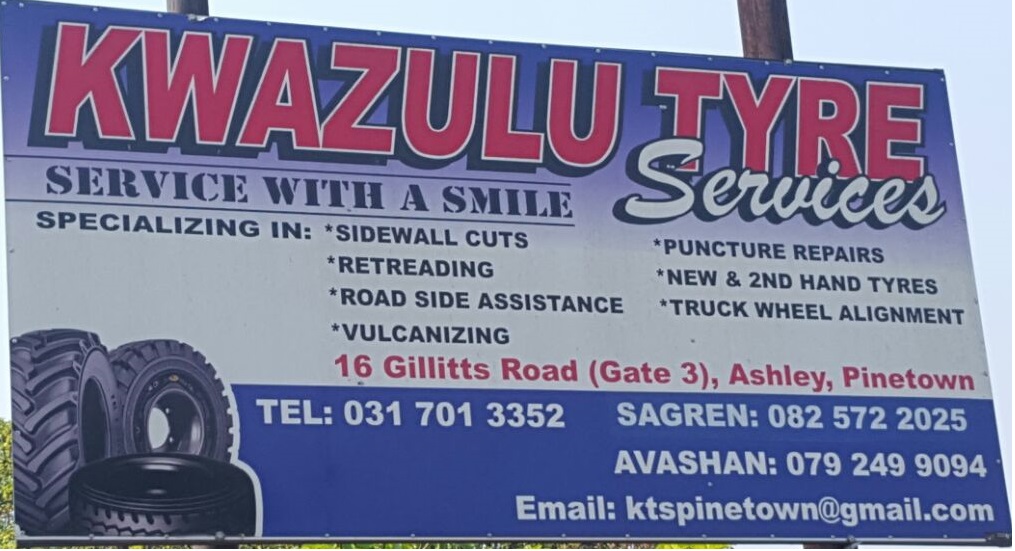 KWAZULU TYRE
Services
SERVICE WITH A SMILE
SPECIALIZING IN: *SIDEWALL CUTS
*RETREADING
*ROAD SIDE ASSISTANCE
*VULCANIZING
*PUNCTURE REPAIRS
*NEW & 2ND HAND TYRES
*TRUCK WHEEL ALIGNMENT
16 Gillitts Road (Gate 3), Ashley, Pinetown
TEL: 031 701 3352
SAGREN: 082 572 2025
AVASHAN: 079 249 9094
Email: ktspinetown@gmail.com